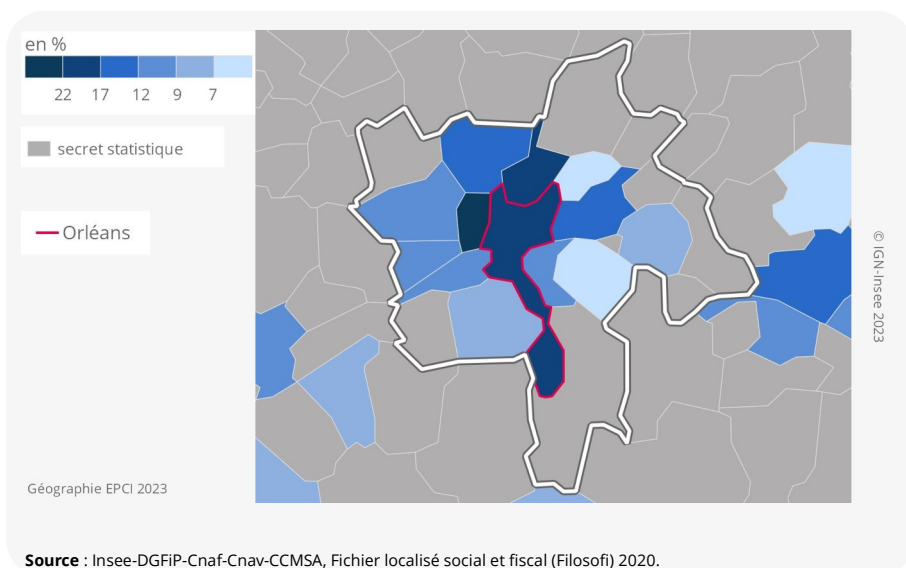 en %
22 17 12 9 7
secret statistique
Orléans
© IGN-Insee 2023
Géographie EPCI 2023
Source : Insee-DGFiP-Cnaf-Cnav-CCMSA, Fichier localisé social et fiscal (Filosofi) 2020.